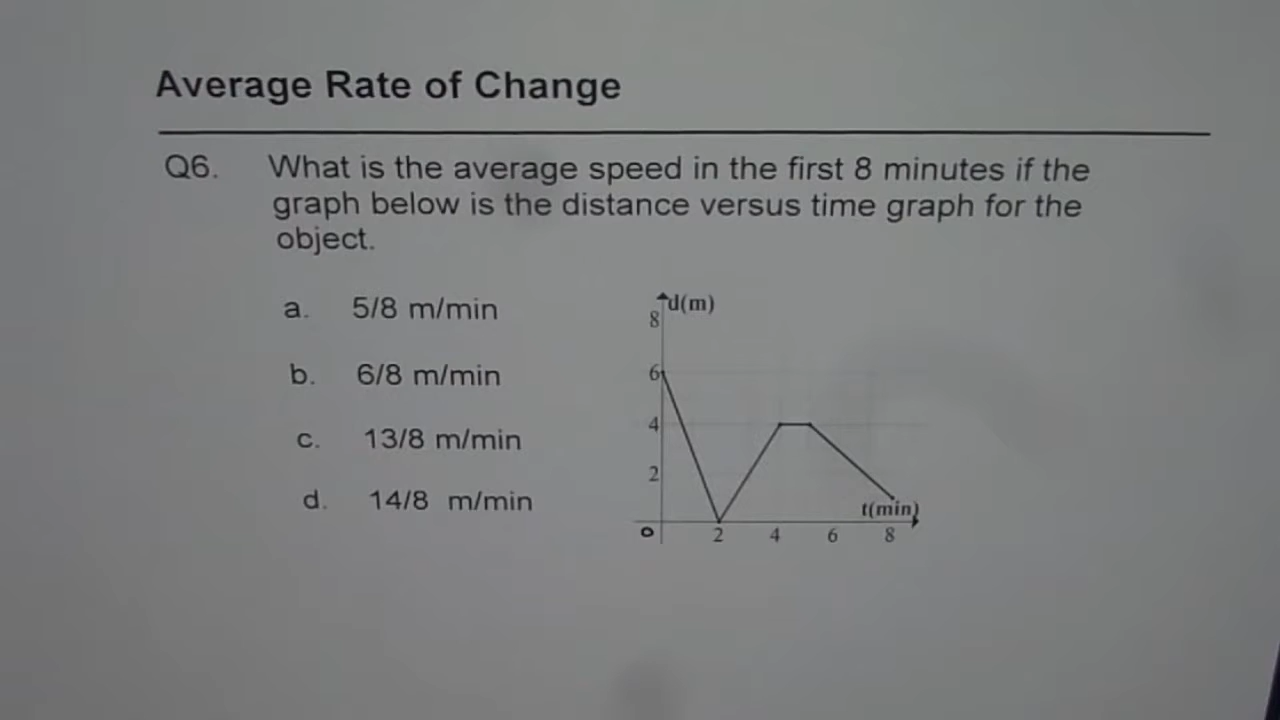 Average Rate of Change
Q6. What is the average speed in the first 8 minutes if the
graph below is the distance versus time graph for the
object.
a. 5/8 m/min
b. 6/8 m/min
c. 13/8 m/min
d. 14/8 m/min
d(m)
8
6
4
2
t(min)
0 2 4 6 8